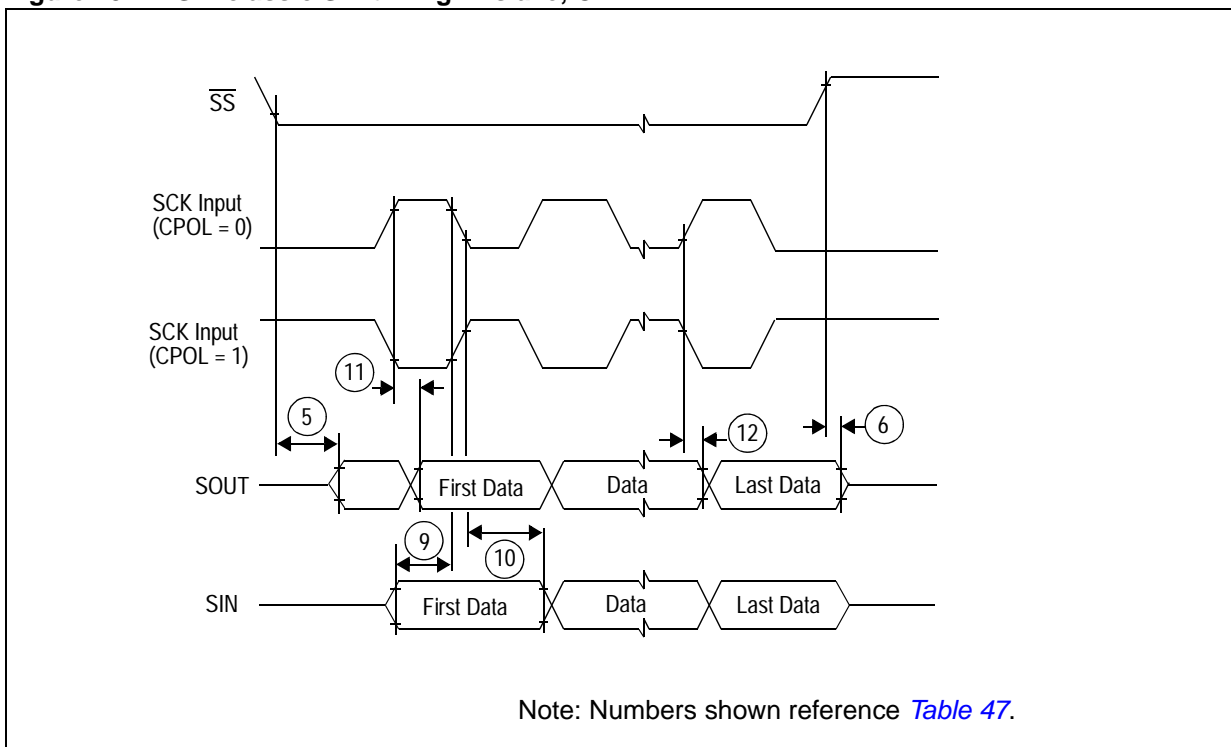 SS
SCK Input
(CPOL = 0)
SCK Input
(CPOL = 1)
11
5
12
6
SOUT
First Data
Data
Last Data
9
10
SIN
First Data
Data
Last Data
Note: Numbers shown reference Table 47.